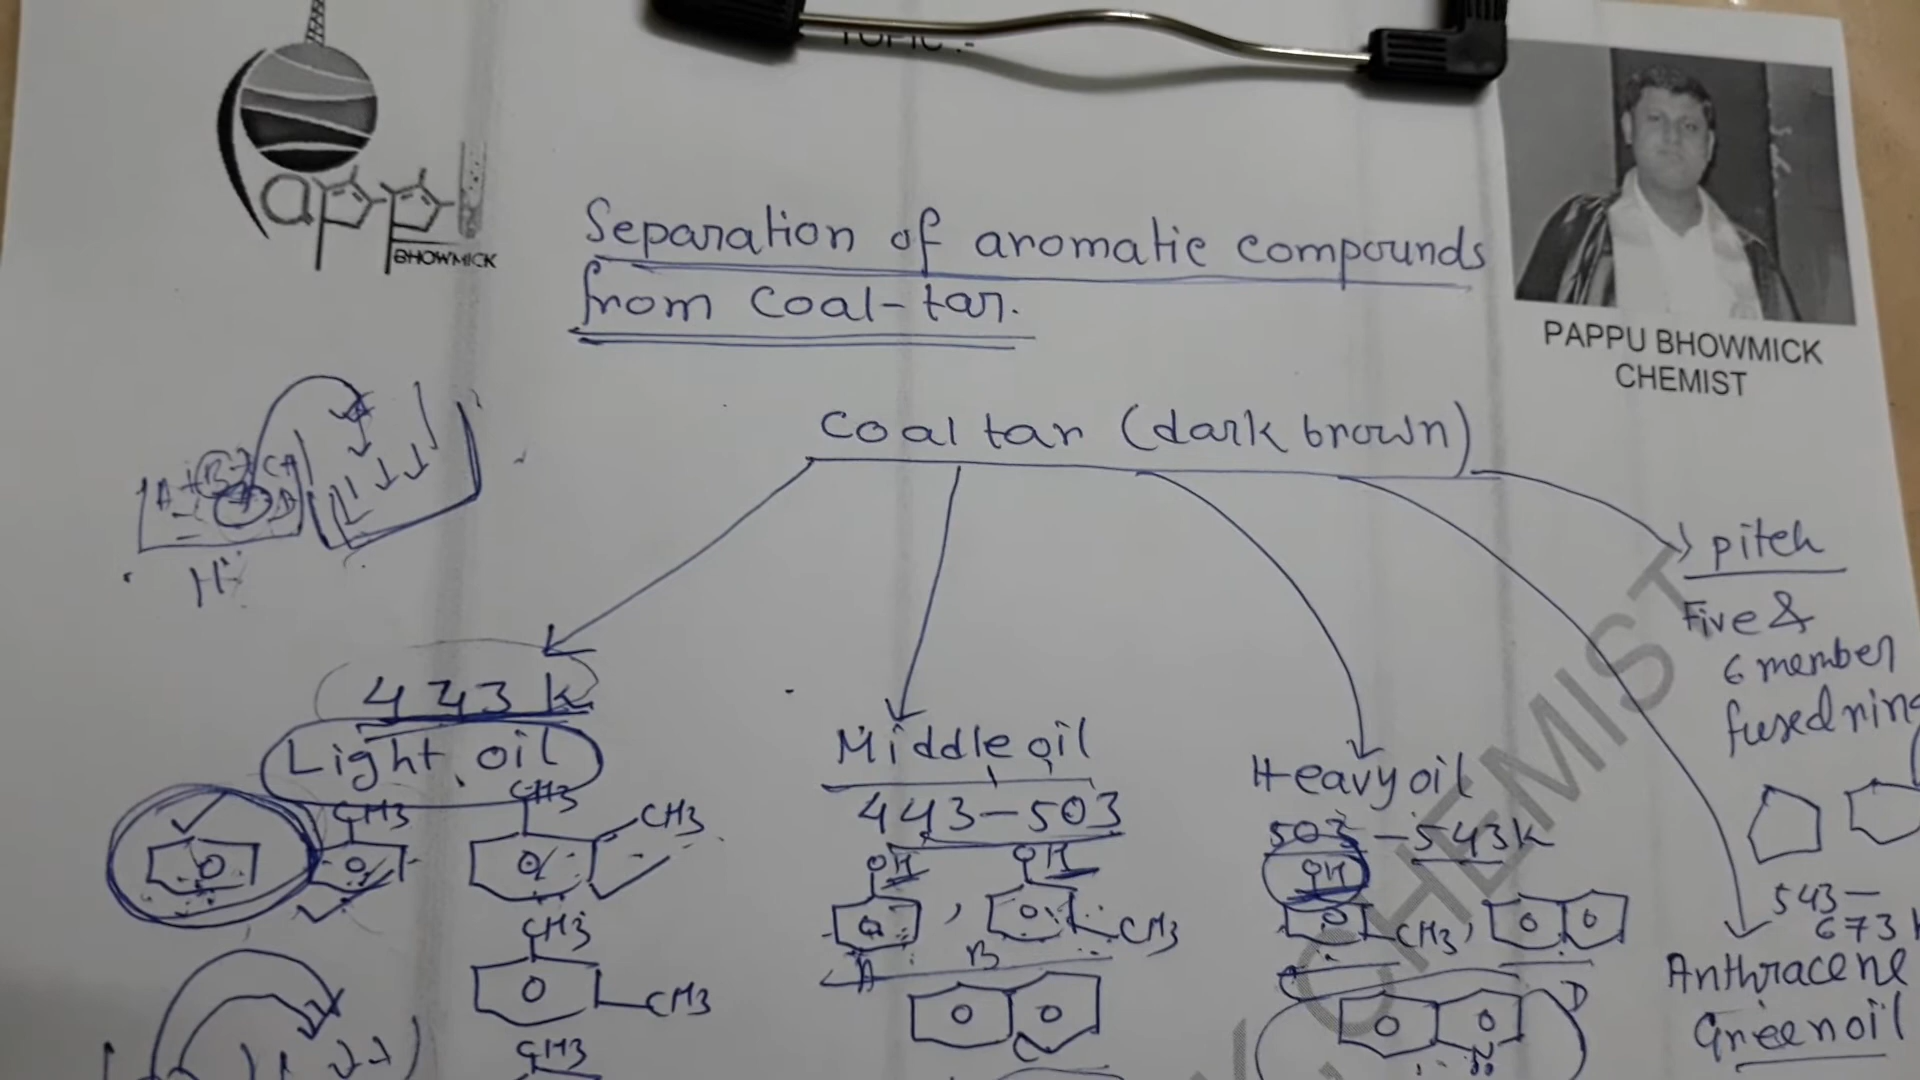 TOPIC :-
BHOWMICK
PAPPU BHOWMICK
CHEMIST
Separation of aromatic compounds
from Coal-tar.
Coal tar (dark brown)
pitch
Five &
6 member
fused ring
443 k
Light oil
Middle oil
443-503
Heavy oil
503-543k
543-
673 k
Anthracene
Green oil
CH3
CH3
CH3
CH3
CH3
CH3
OH
OH
CH3
A
B
C
OH
CH3,
C
D
N
CHEMIST